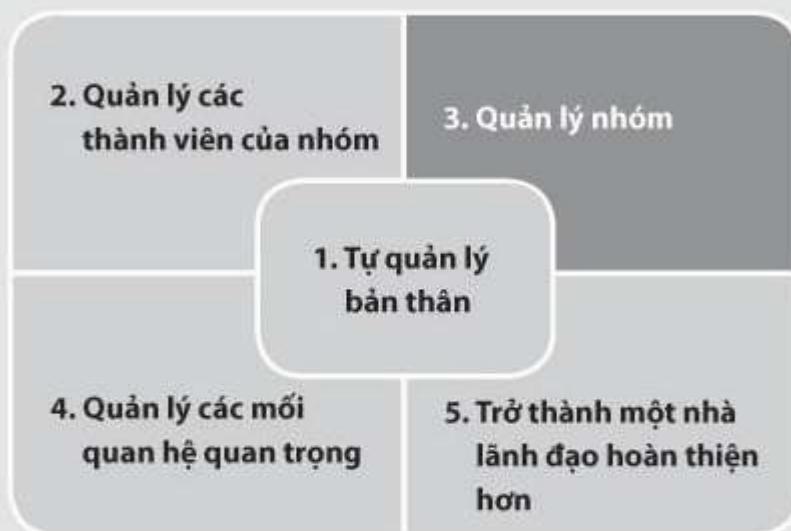 2. Quản lý các
thành viên của nhóm
3. Quản lý nhóm
1. Tự quản lý
bản thân
4. Quản lý các mối
quan hệ quan trọng
5. Trở thành một nhà
lãnh đạo hoàn thiện
hơn